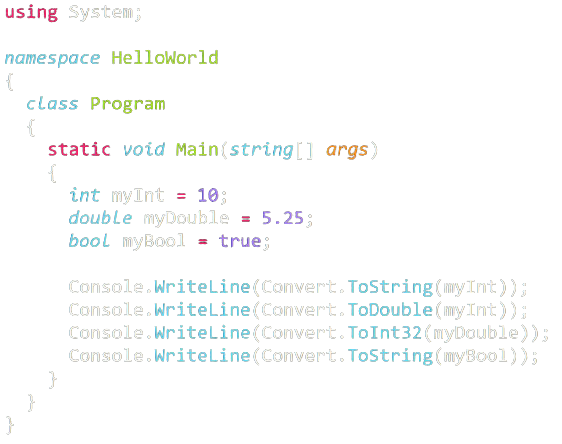 using System;

namespace HelloWorld
{
  class Program
  {
    static void Main(string[] args)
    {
      int myInt = 10;
      double myDouble = 5.25;
      bool myBool = true;

      Console.WriteLine(Convert.ToString(myInt));
      Console.WriteLine(Convert.ToDouble(myInt));
      Console.WriteLine(Convert.ToInt32(myDouble));
      Console.WriteLine(Convert.ToString(myBool));
    }
  }
}